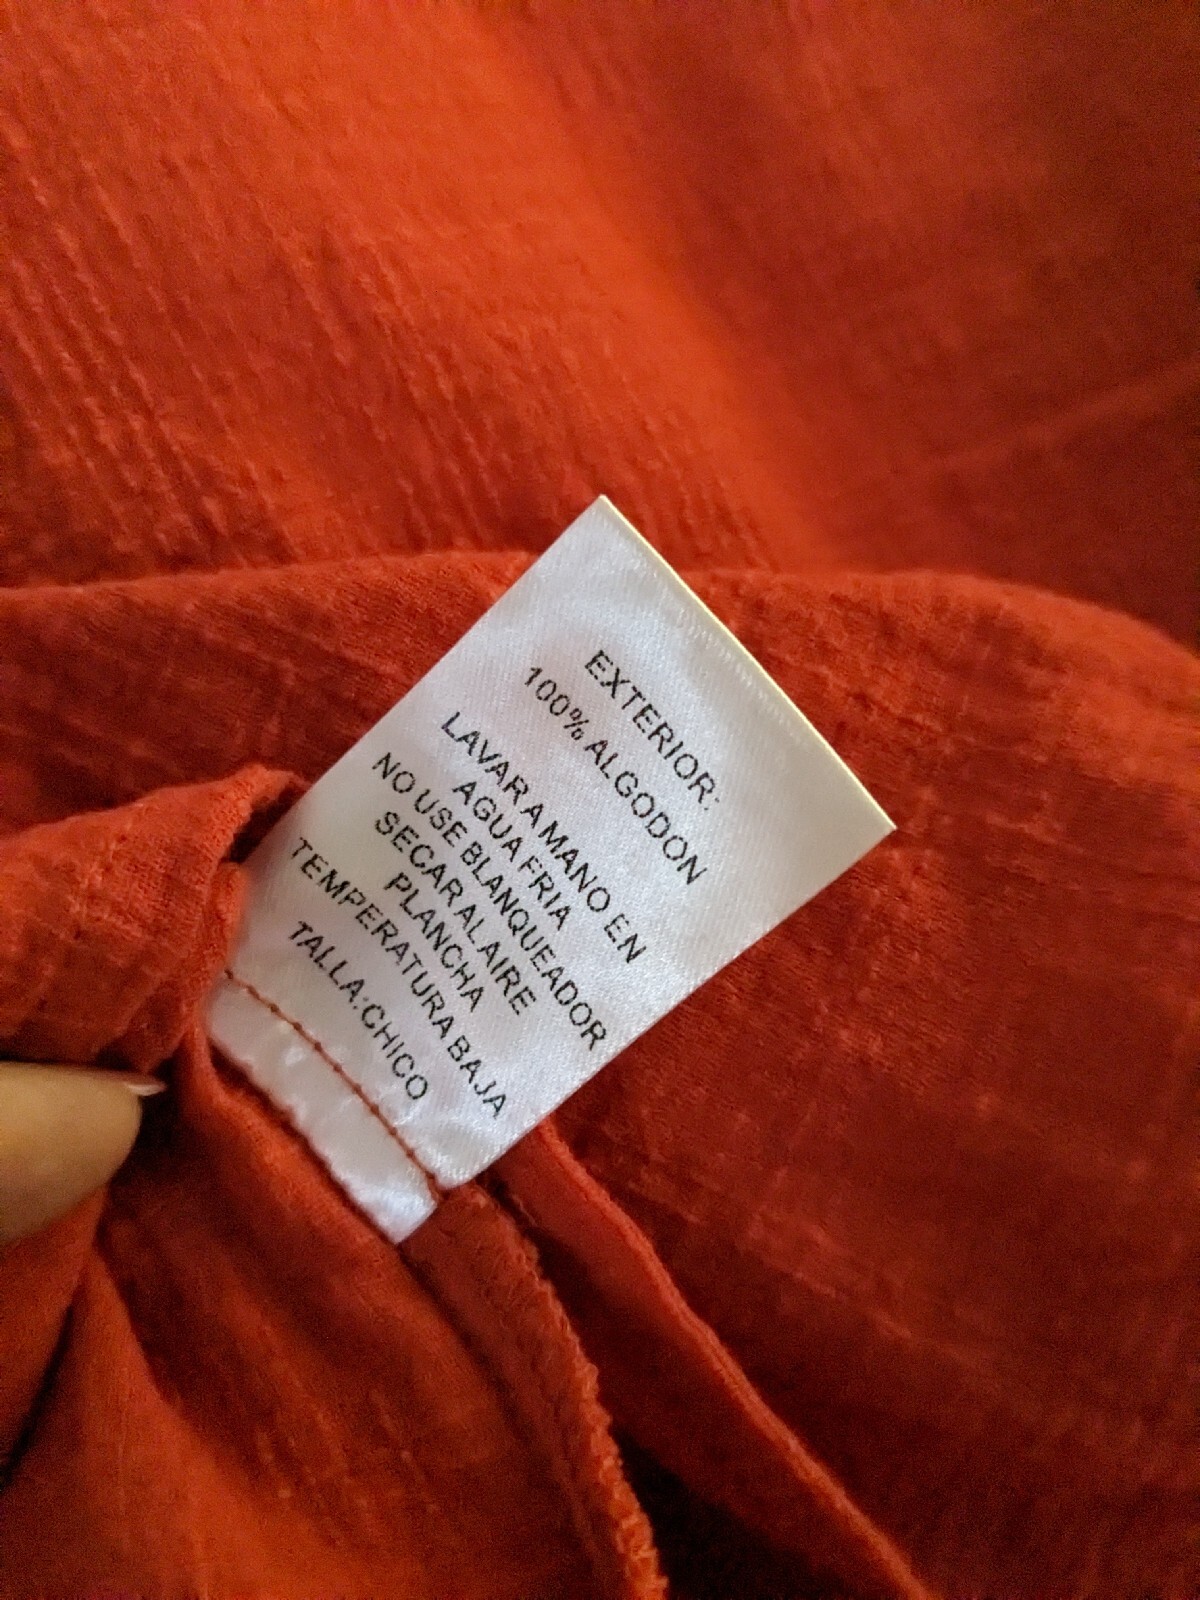 EXTERIOR:
100% ALGODON
LAVAR A MANO EN
AGUA FRIA
NO USE BLANQUEADOR
SECAR AL AIRE
PLANCHA
TEMPERATURA BAJA
TALLA:CHICO